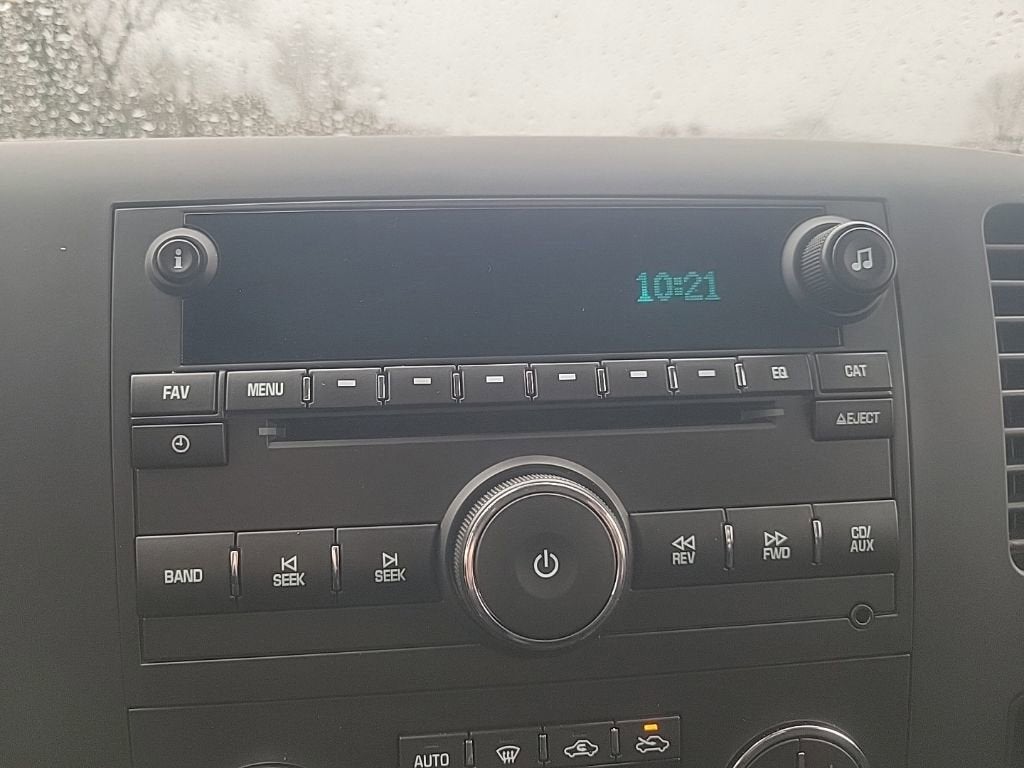 i
10:21
FAV
MENU
EQ
CAT
EJECT
BAND
SEEK
SEEK
REV
FWD
CD/
AUX
AUTO